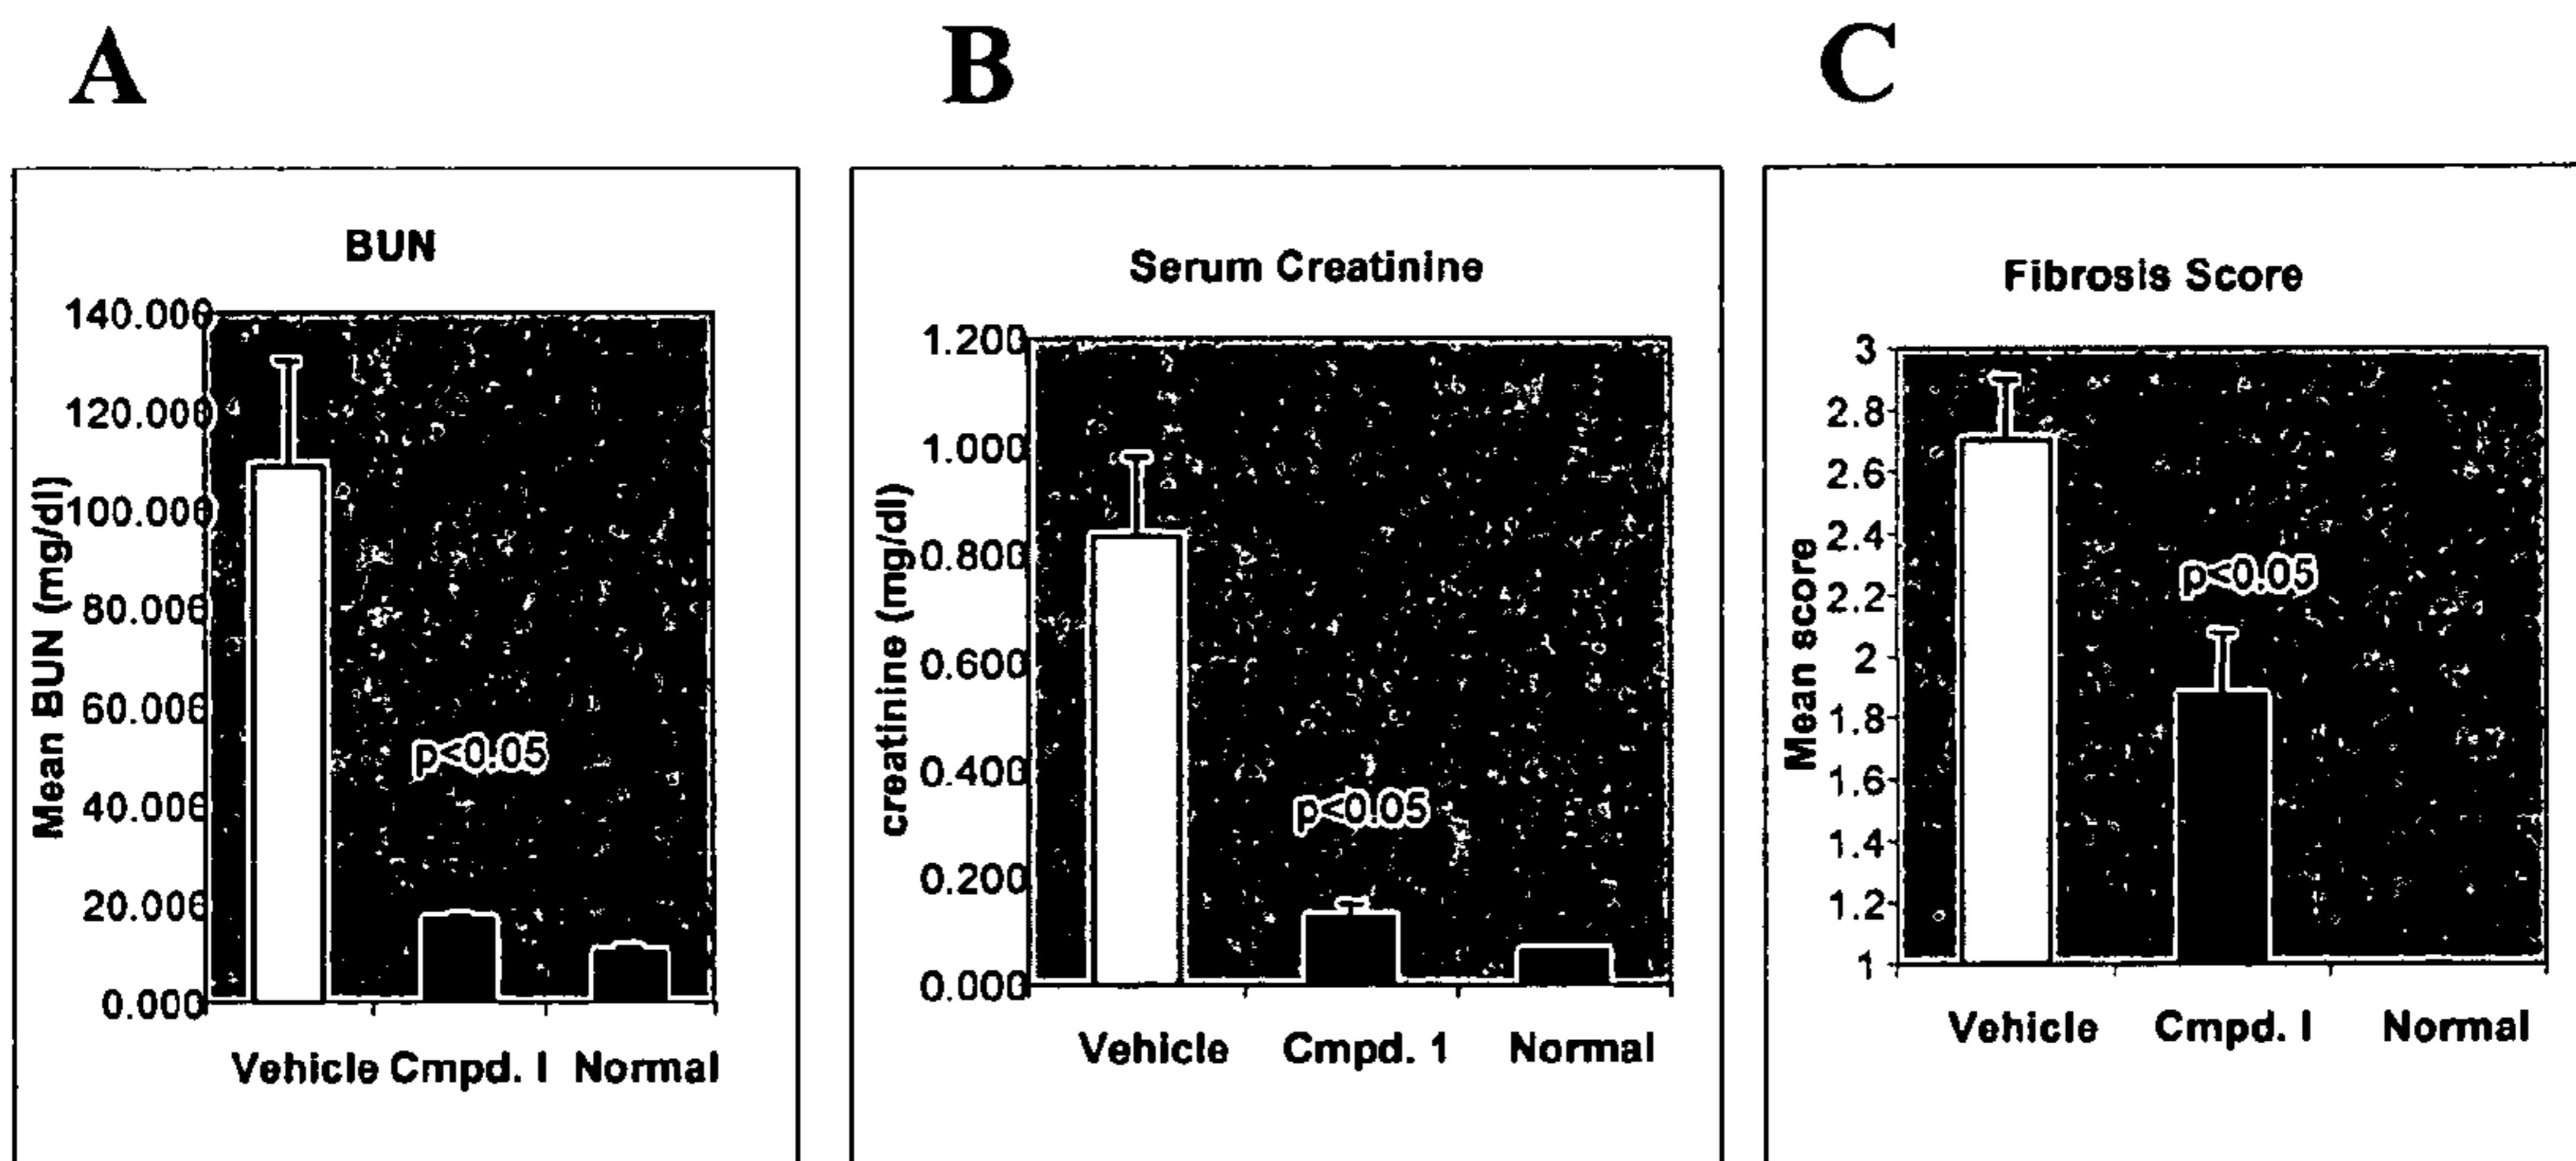 A
B
C
BUN
Mean BUN (mg/dl)
140.000
120.000
100.000
80.000
60.000
40.000
20.000
0.000
p<0.05
Vehicle Cmpd. I Normal
Serum Creatinine
creatinine (mg/dl)
1.200
1.000
0.800
0.600
0.400
0.200
0.000
p<0.05
Vehicle Cmpd. 1 Normal
Fibrosis Score
Mean score
3
2.8
2.6
2.4
2.2
2
1.8
1.6
1.4
1.2
1
p<0.05
Vehicle Cmpd. I Normal